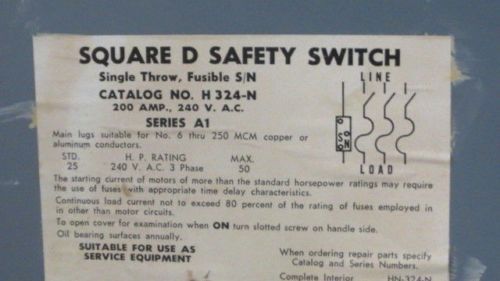 SQUARE D SAFETY SWITCH
Single Throw, Fusible S/N
CATALOG NO. H 324-N
200 AMP., 240 V. A.C.
SERIES A1
Main lugs suitable for No. 6 thru 250 MCM copper or
aluminum conductors.
STD. H. P. RATING MAX.
25 240 V. A.C. 3 Phase 50
LINE
S/N
LOAD
The starting current of motors of more than the standard horsepower ratings may require
the use of fuses with appropriate time delay characteristics.
Continuous load current not to exceed 80 percent of the rating of fuses employed in
in other than motor circuits.
To open cover for examination when ON turn slotted screw on handle side.
Oil bearing surfaces annually.
SUITABLE FOR USE AS
SERVICE EQUIPMENT
When ordering repair parts specify
Catalog and Series Numbers.
Complete Interior HN-324-N